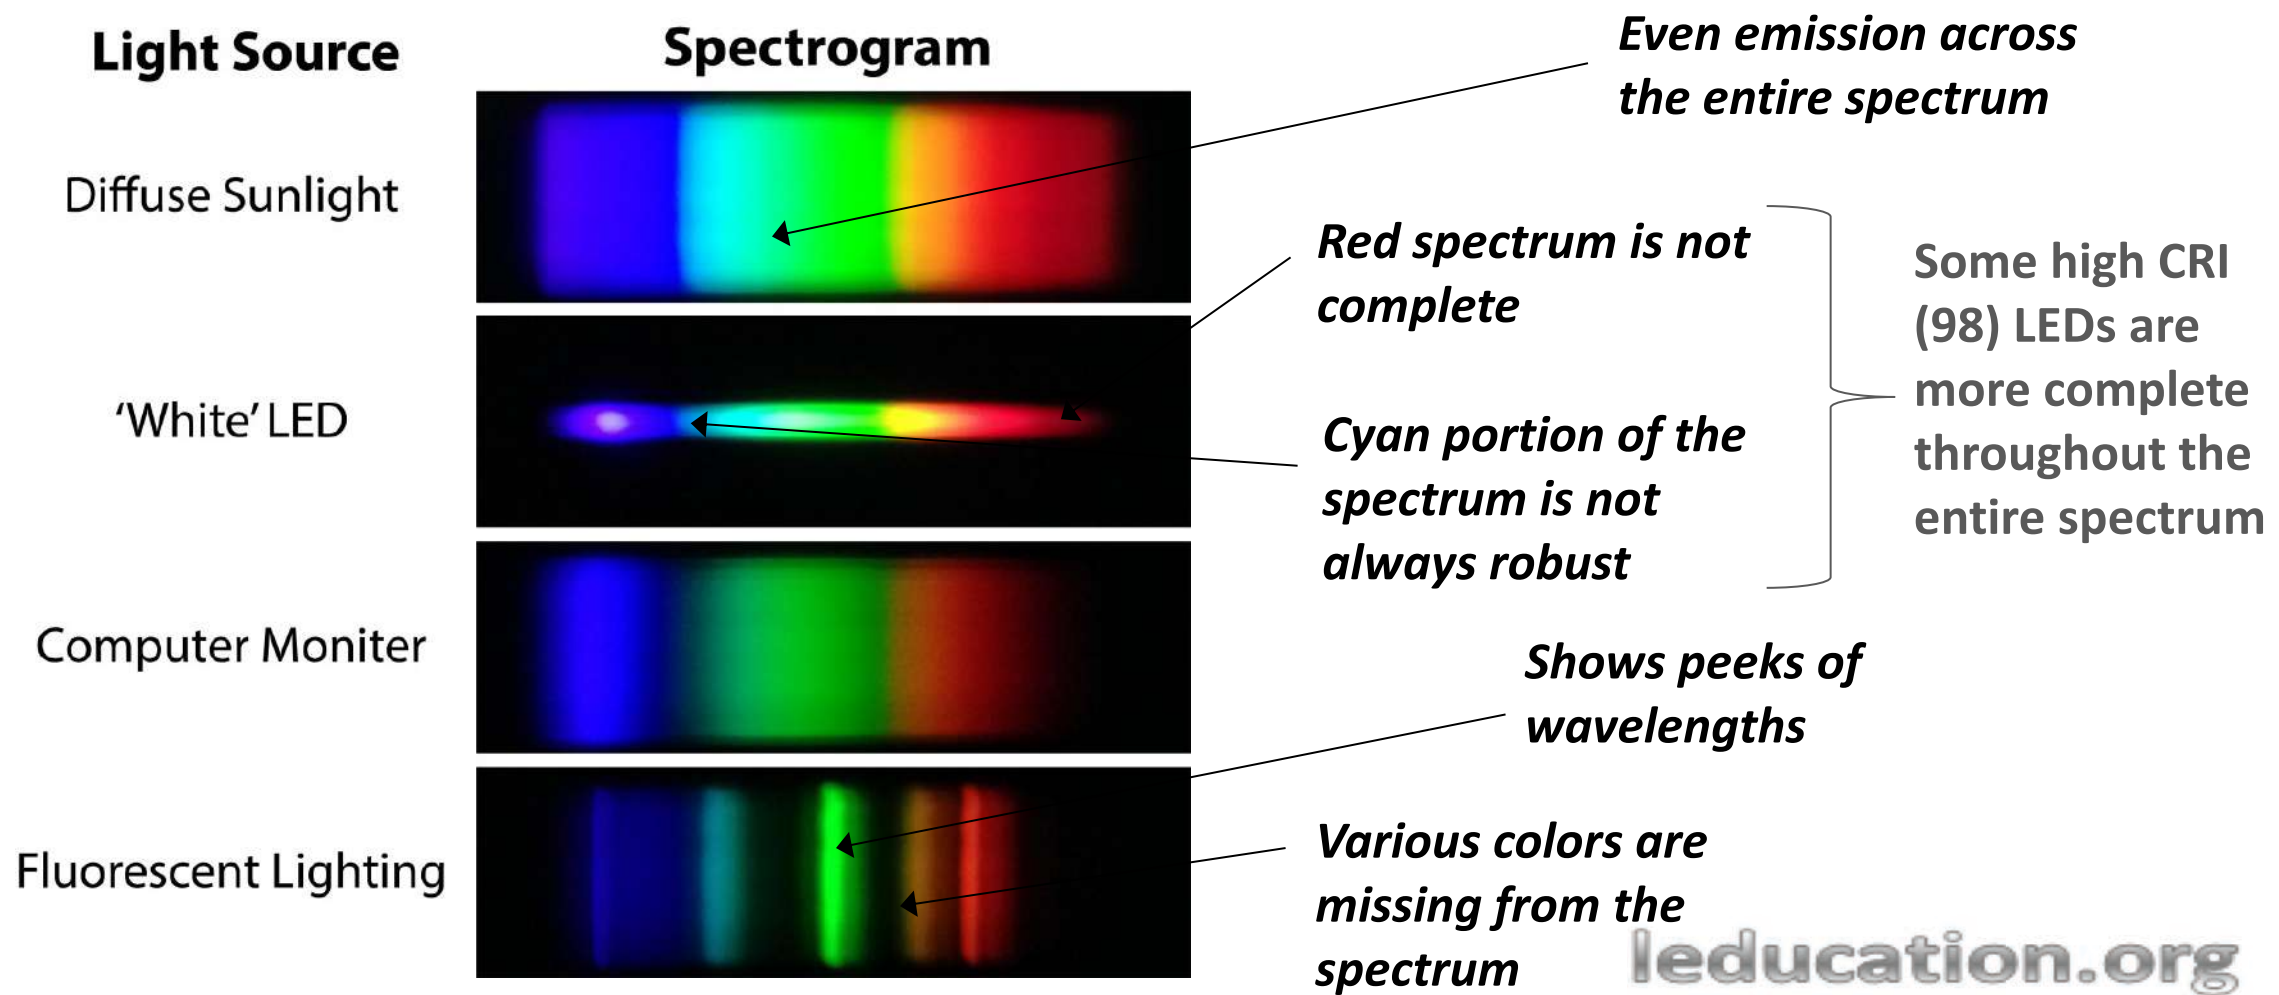 Light Source
Spectrogram
Even emission across
the entire spectrum
Diffuse Sunlight
Red spectrum is not
complete
Some high CRI
(98) LEDs are
more complete
throughout the
entire spectrum
‘White’ LED
Cyan portion of the
spectrum is not
always robust
Computer Moniter
Shows peeks of
wavelengths
Fluorescent Lighting
Various colors are
missing from the
spectrum
leducation.org